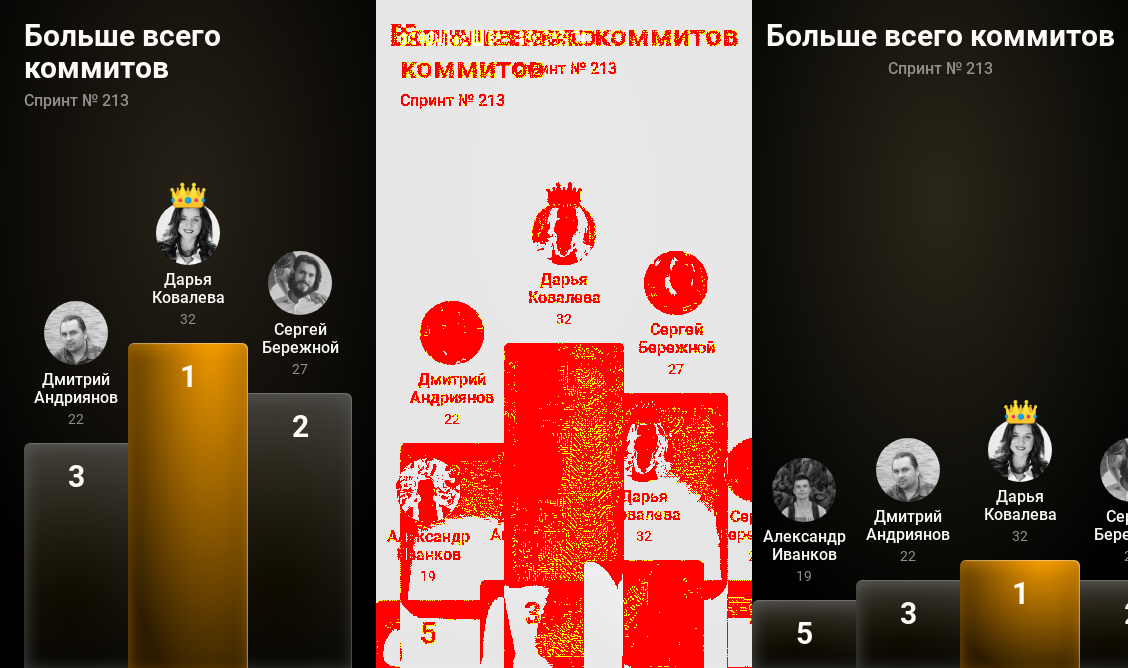 Больше всего
коммитов
Спринт № 213
Дарья
Ковалева
32
Сергей
Бережной
27
Дмитрий
Андриянов
22
1
2
3
коммитов
коммитов
Спринт № 213
Спринт № 213
Дарья
Ковалева
32
Сергей
Бережной
27
Дмитрий
Андриянов
22
Дарья
32
Александр
Иванков
19
3
5
Больше всего коммитов
Спринт № 213
Дарья
Ковалева
32
Дмитрий
Андриянов
22
Александр
Иванков
19
1
3
5